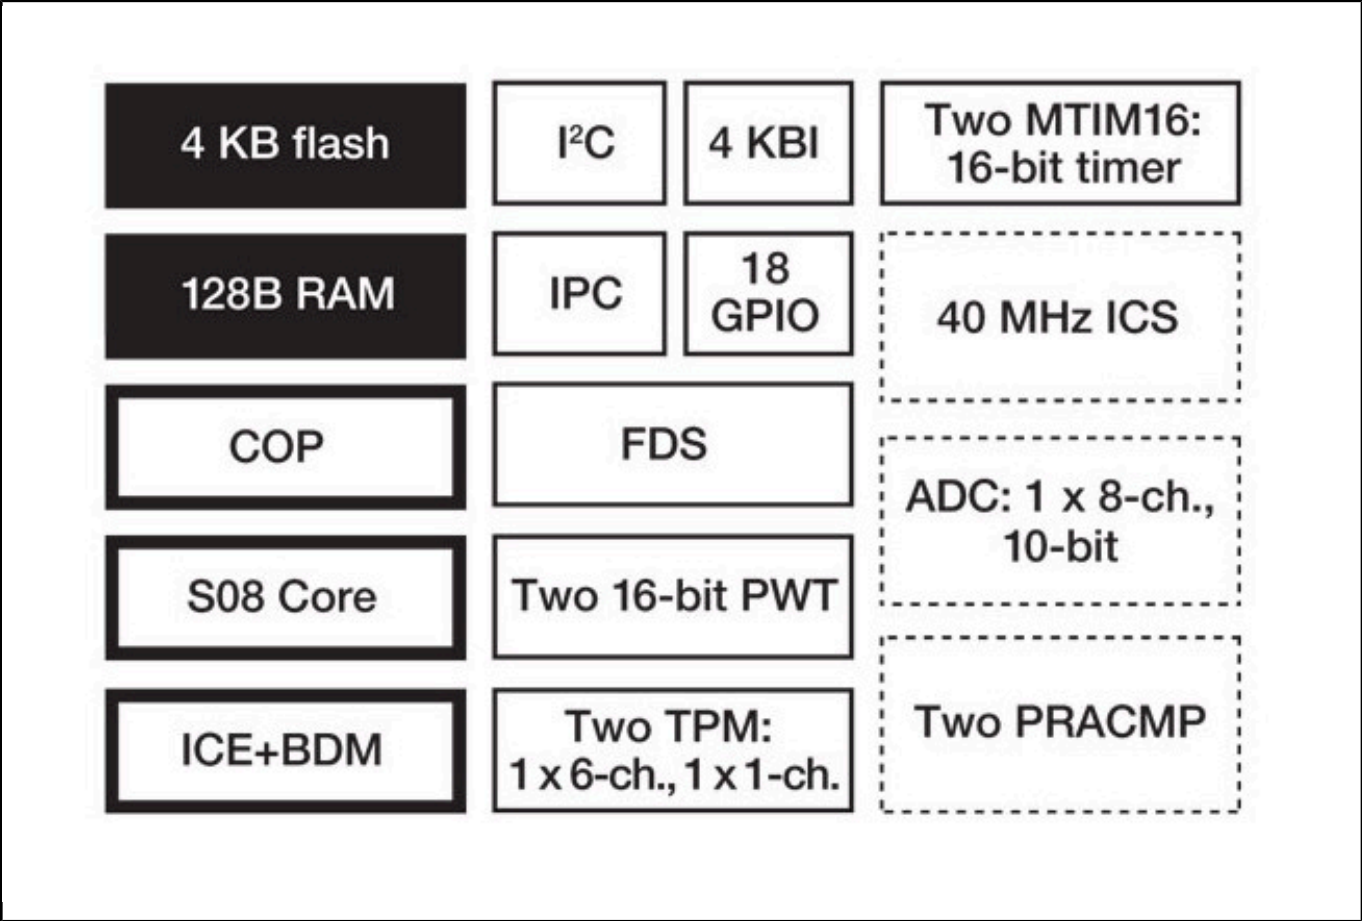 4 KB flash
I²C
4 KBI
Two MTIM16:
16-bit timer
128B RAM
IPC
18
GPIO
40 MHz ICS
COP
FDS
ADC: 1 x 8-ch.,
10-bit
S08 Core
Two 16-bit PWT
ICE+BDM
Two TPM:
1 x 6-ch., 1 x 1-ch.
Two PRACMP